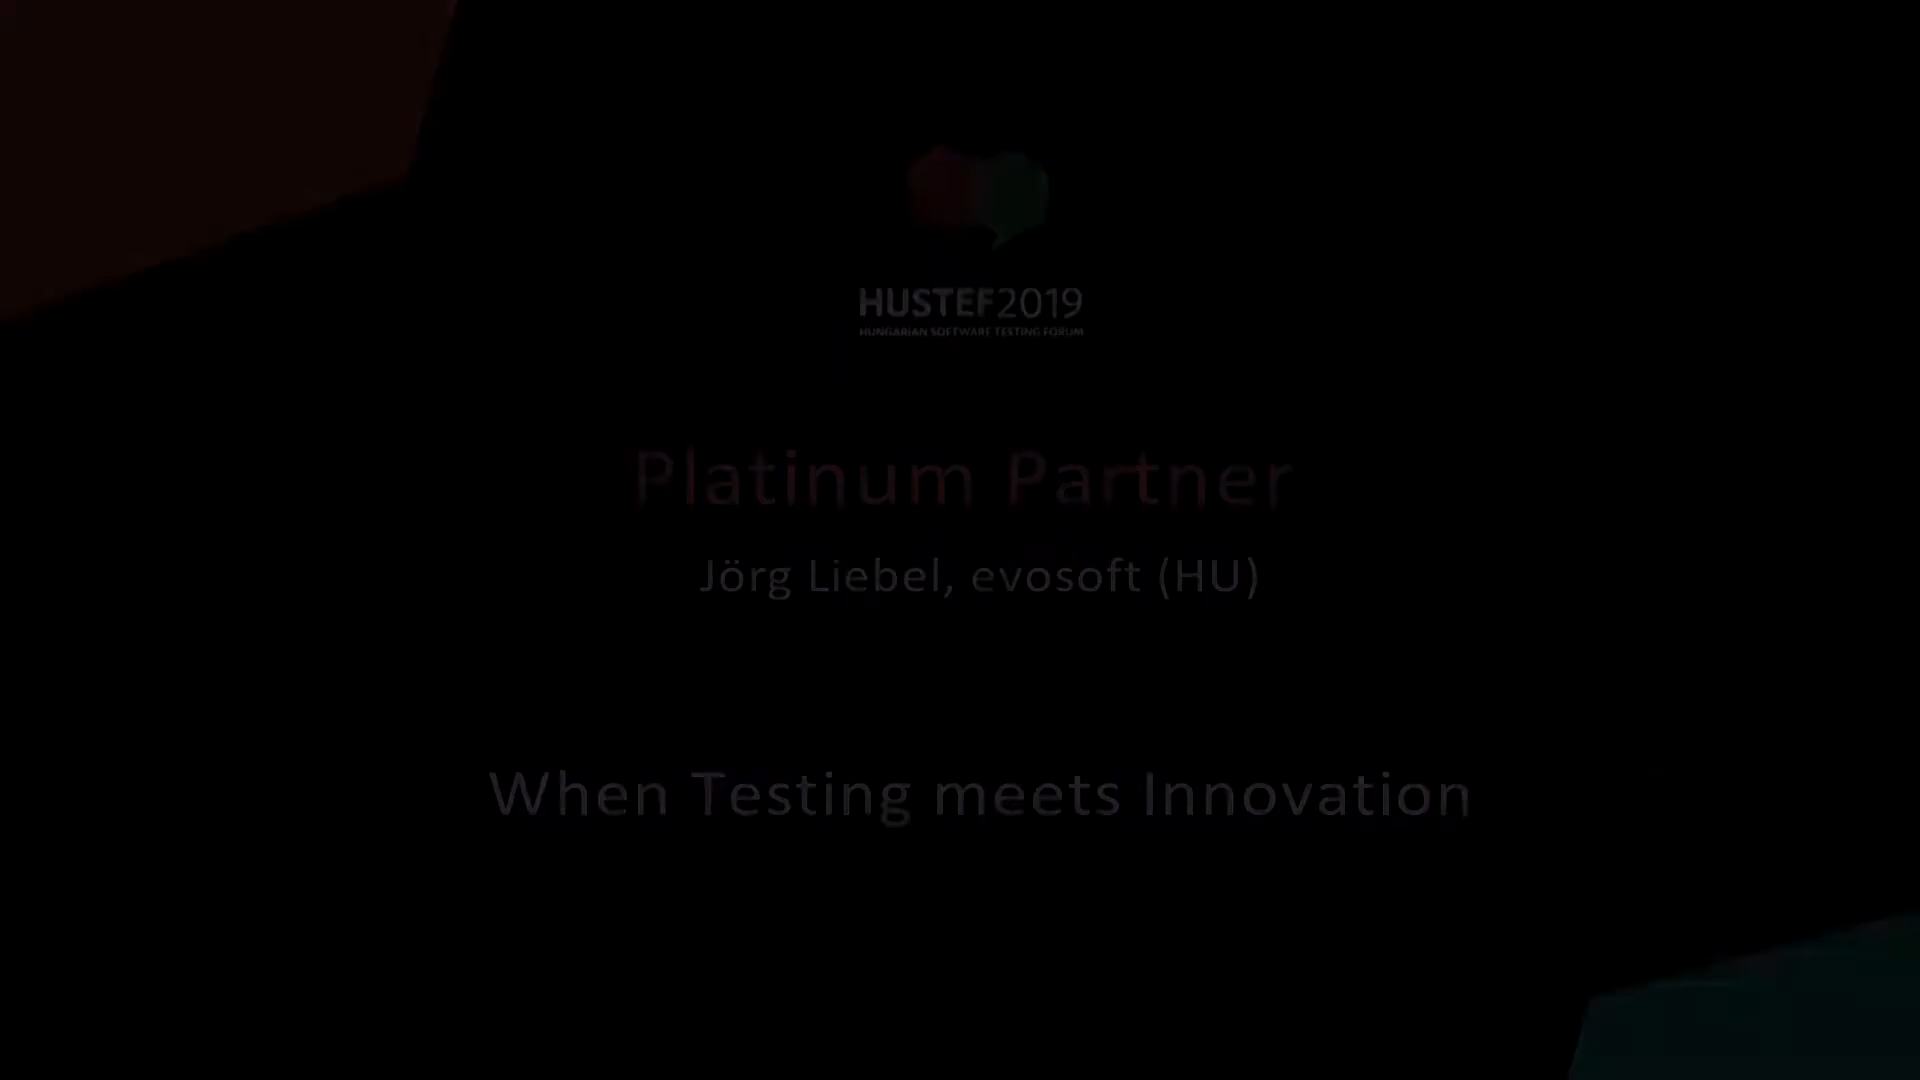 HUSTEF2019
HUNGARIAN SOFTWARE TESTING FORUM
Platinum Partner
Jörg Liebel, evosoft (HU)
When Testing meets Innovation